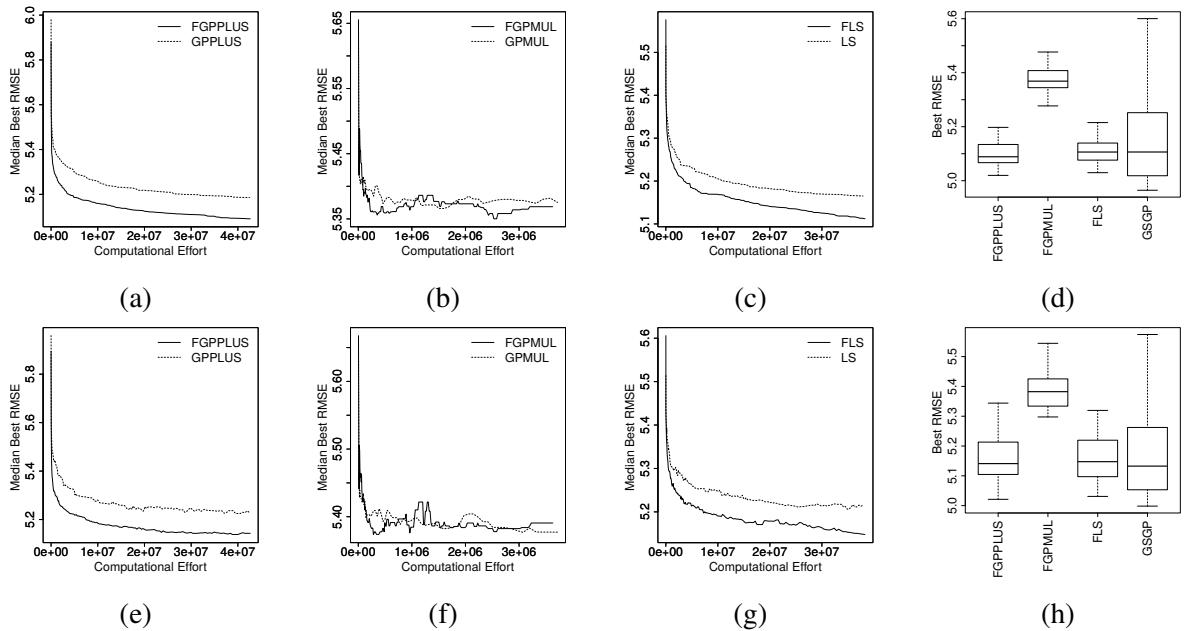 FGPPLUS
GPPLUS
Median Best RMSE
6.0
5.8
5.6
5.4
5.2
0e+00 1e+07 2e+07 3e+07 4e+07
Computational Effort
(a)
FGPMUL
GPMUL
Median Best RMSE
5.65
5.55
5.45
5.35
0e+00 1e+06 2e+06 3e+06
Computational Effort
(b)
FLS
LS
Median Best RMSE
5.5
5.4
5.3
5.2
5.1
0e+00 1e+07 2e+07 3e+07
Computational Effort
(c)
Best RMSE
5.6
5.4
5.2
5.0
FGPPLUS
FGPMUL
FLS
GSGP
(d)
FGPPLUS
GPPLUS
Median Best RMSE
5.8
5.6
5.4
5.2
0e+00 1e+07 2e+07 3e+07 4e+07
Computational Effort
(e)
FGPMUL
GPMUL
Median Best RMSE
5.60
5.50
5.40
0e+00 1e+06 2e+06 3e+06
Computational Effort
(f)
FLS
LS
Median Best RMSE
5.6
5.5
5.4
5.3
5.2
0e+00 1e+07 2e+07 3e+07
Computational Effort
(g)
Best RMSE
5.5
5.4
5.3
5.2
5.1
5.0
FGPPLUS
FGPMUL
FLS
GSGP
(h)